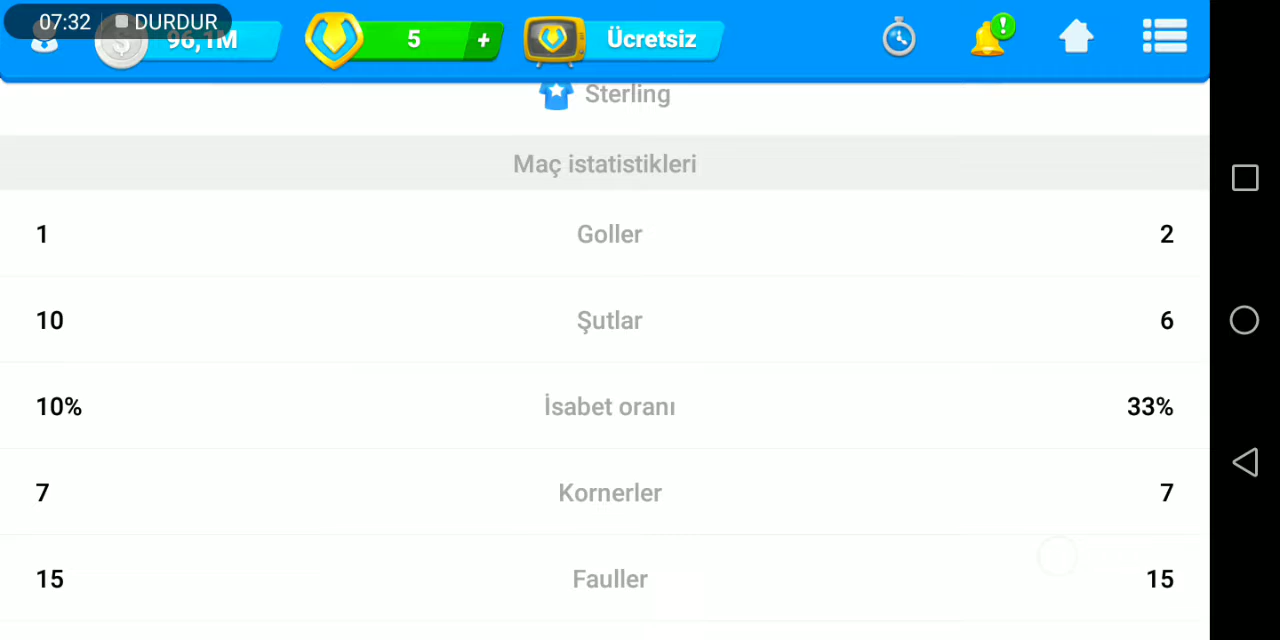 07:32 DURDUR
96,1M
5
+
Ücretsiz
!
Sterling
Maç istatistikleri
1 Goller 2
10 Şutlar 6
10% İsabet oranı 33%
7 Kornerler 7
15 Fauller 15